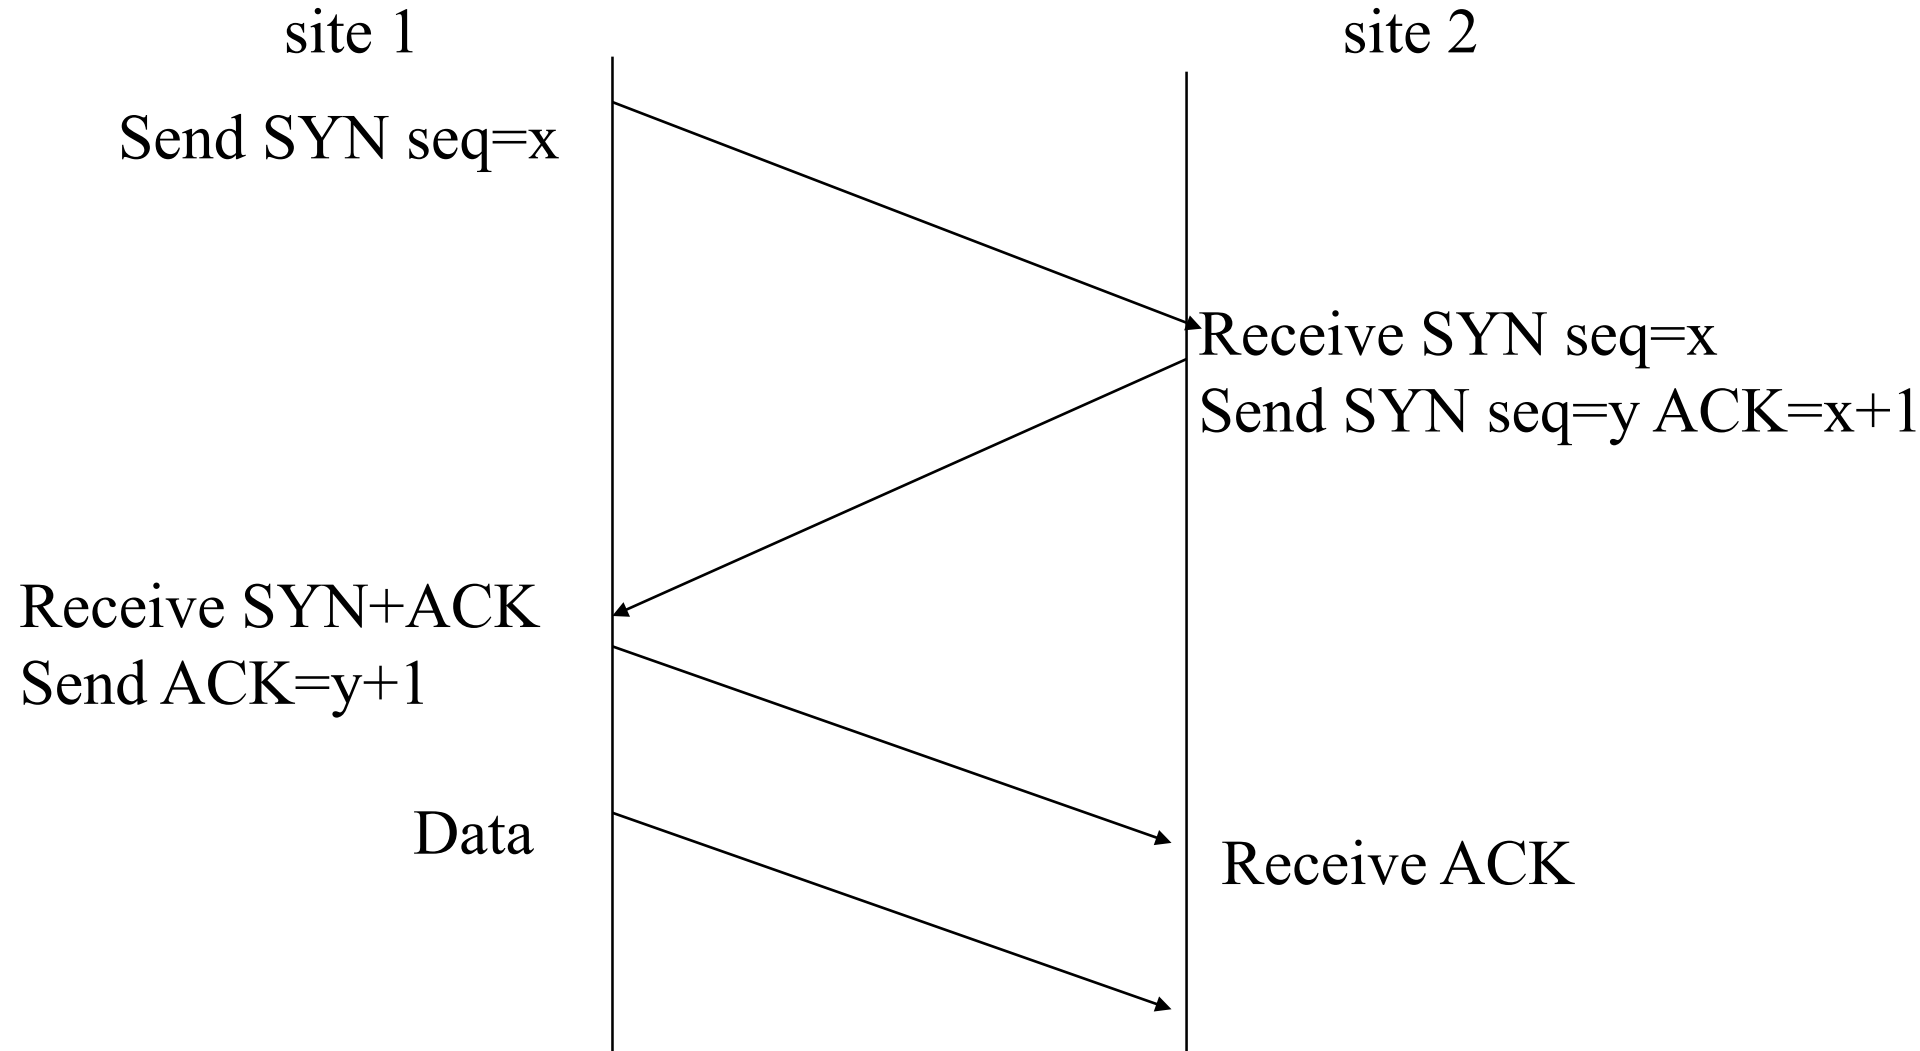 site 1
site 2
Send SYN seq=x
Receive SYN seq=x
Send SYN seq=y ACK=x+1
Receive SYN+ACK
Send ACK=y+1
Data
Receive ACK